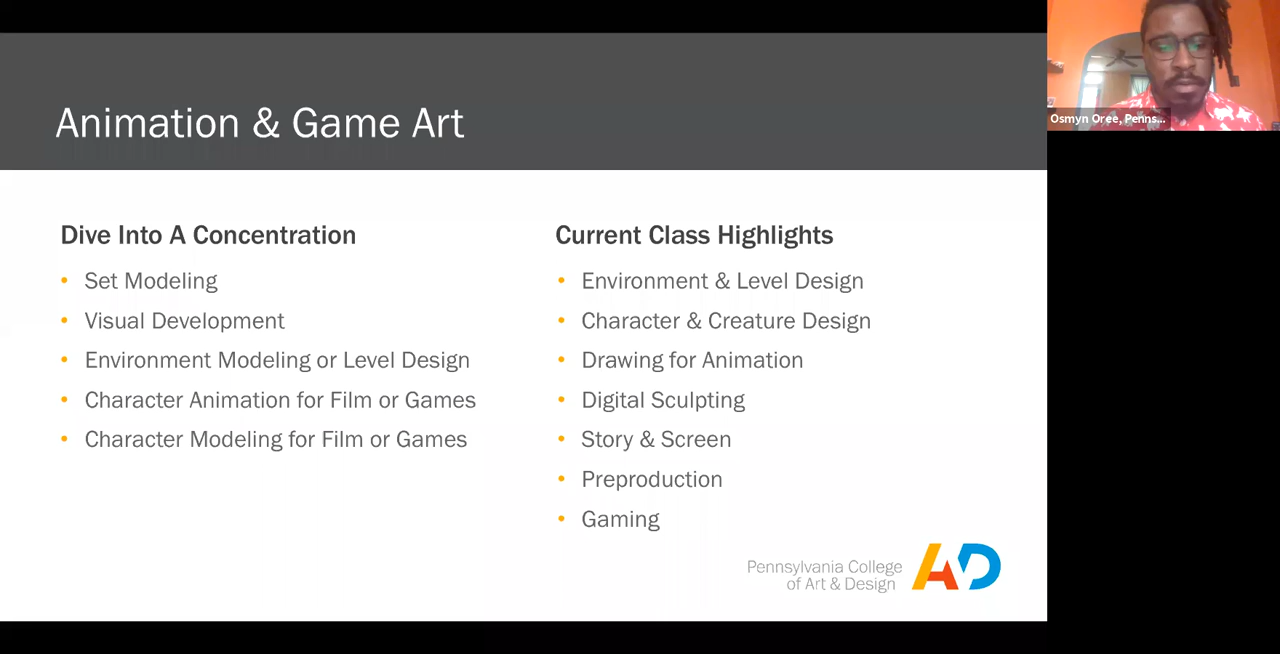 Animation & Game Art
Dive Into A Concentration
Set Modeling
Visual Development
Environment Modeling or Level Design
Character Animation for Film or Games
Character Modeling for Film or Games
Current Class Highlights
Environment & Level Design
Character & Creature Design
Drawing for Animation
Digital Sculpting
Story & Screen
Preproduction
Gaming
Pennsylvania College
of Art & Design
AD
Osmyn Oree, Penns...